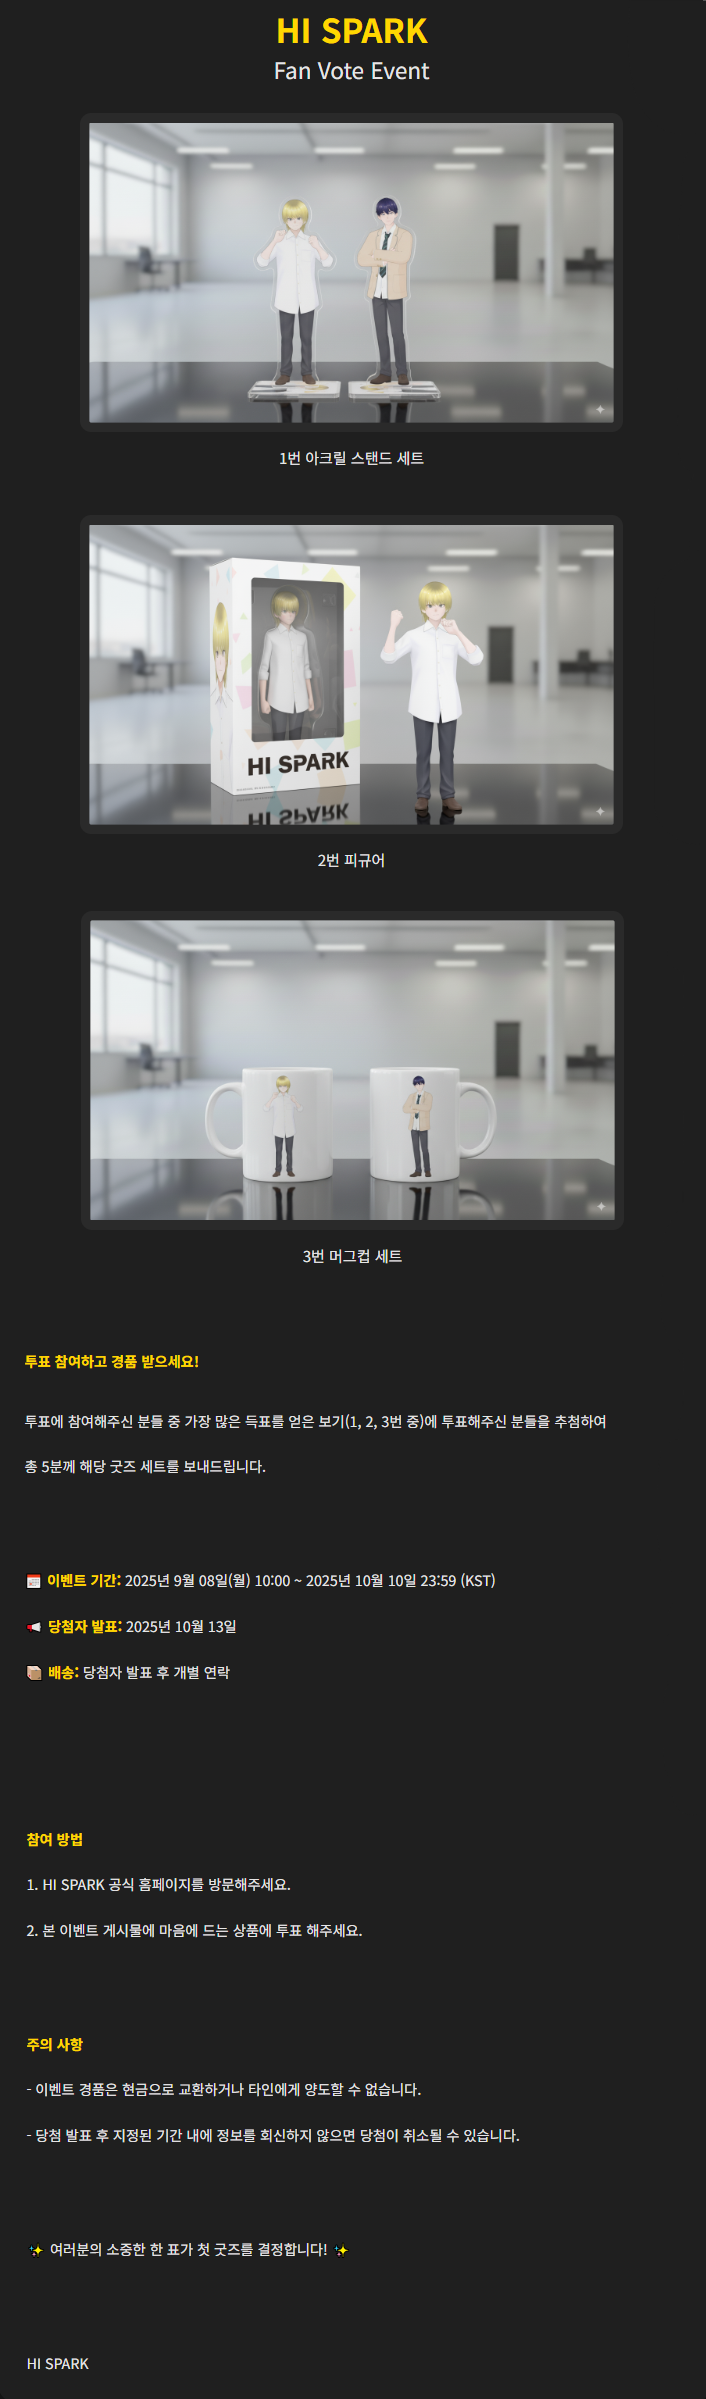 HI SPARK
Fan Vote Event
1번 아크릴 스탠드 세트
HI SPARK
HI SPARK
2번 피규어
3번 머그컵 세트
투표 참여하고 경품 받으세요!
투표에 참여해주신 분들 중 가장 많은 득표를 얻은 보기(1, 2, 3번 중)에 투표해주신 분들을 추첨하여
총 5분께 해당 굿즈 세트를 보내드립니다.
이벤트 기간: 2025년 9월 08일(월) 10:00 ~ 2025년 10월 10일 23:59 (KST)
당첨자 발표: 2025년 10월 13일
배송: 당첨자 발표 후 개별 연락
참여 방법
1. HI SPARK 공식 홈페이지를 방문해주세요.
2. 본 이벤트 게시물에 마음에 드는 상품에 투표 해주세요.
주의 사항
- 이벤트 경품은 현금으로 교환하거나 타인에게 양도할 수 없습니다.
- 당첨 발표 후 지정된 기간 내에 정보를 회신하지 않으면 당첨이 취소될 수 있습니다.
✨ 여러분의 소중한 한 표가 첫 굿즈를 결정합니다! ✨
HI SPARK